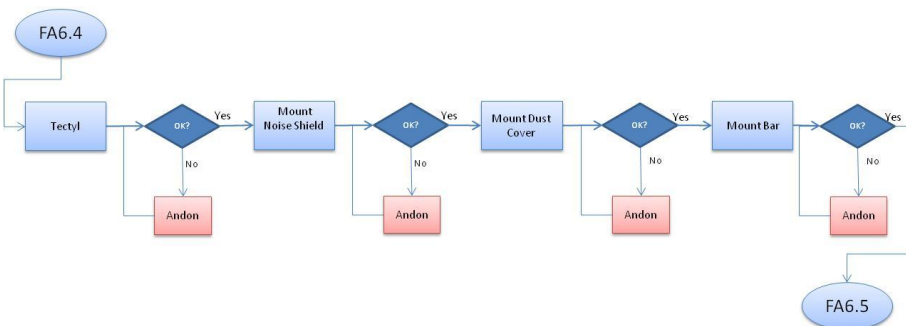 FA6.4
Tectyl
OK?
Yes
No
Andon
Mount
Noise Shield
OK?
Yes
No
Andon
Mount Dust
Cover
OK?
Yes
No
Andon
Mount Bar
OK?
Yes
No
Andon
FA6.5